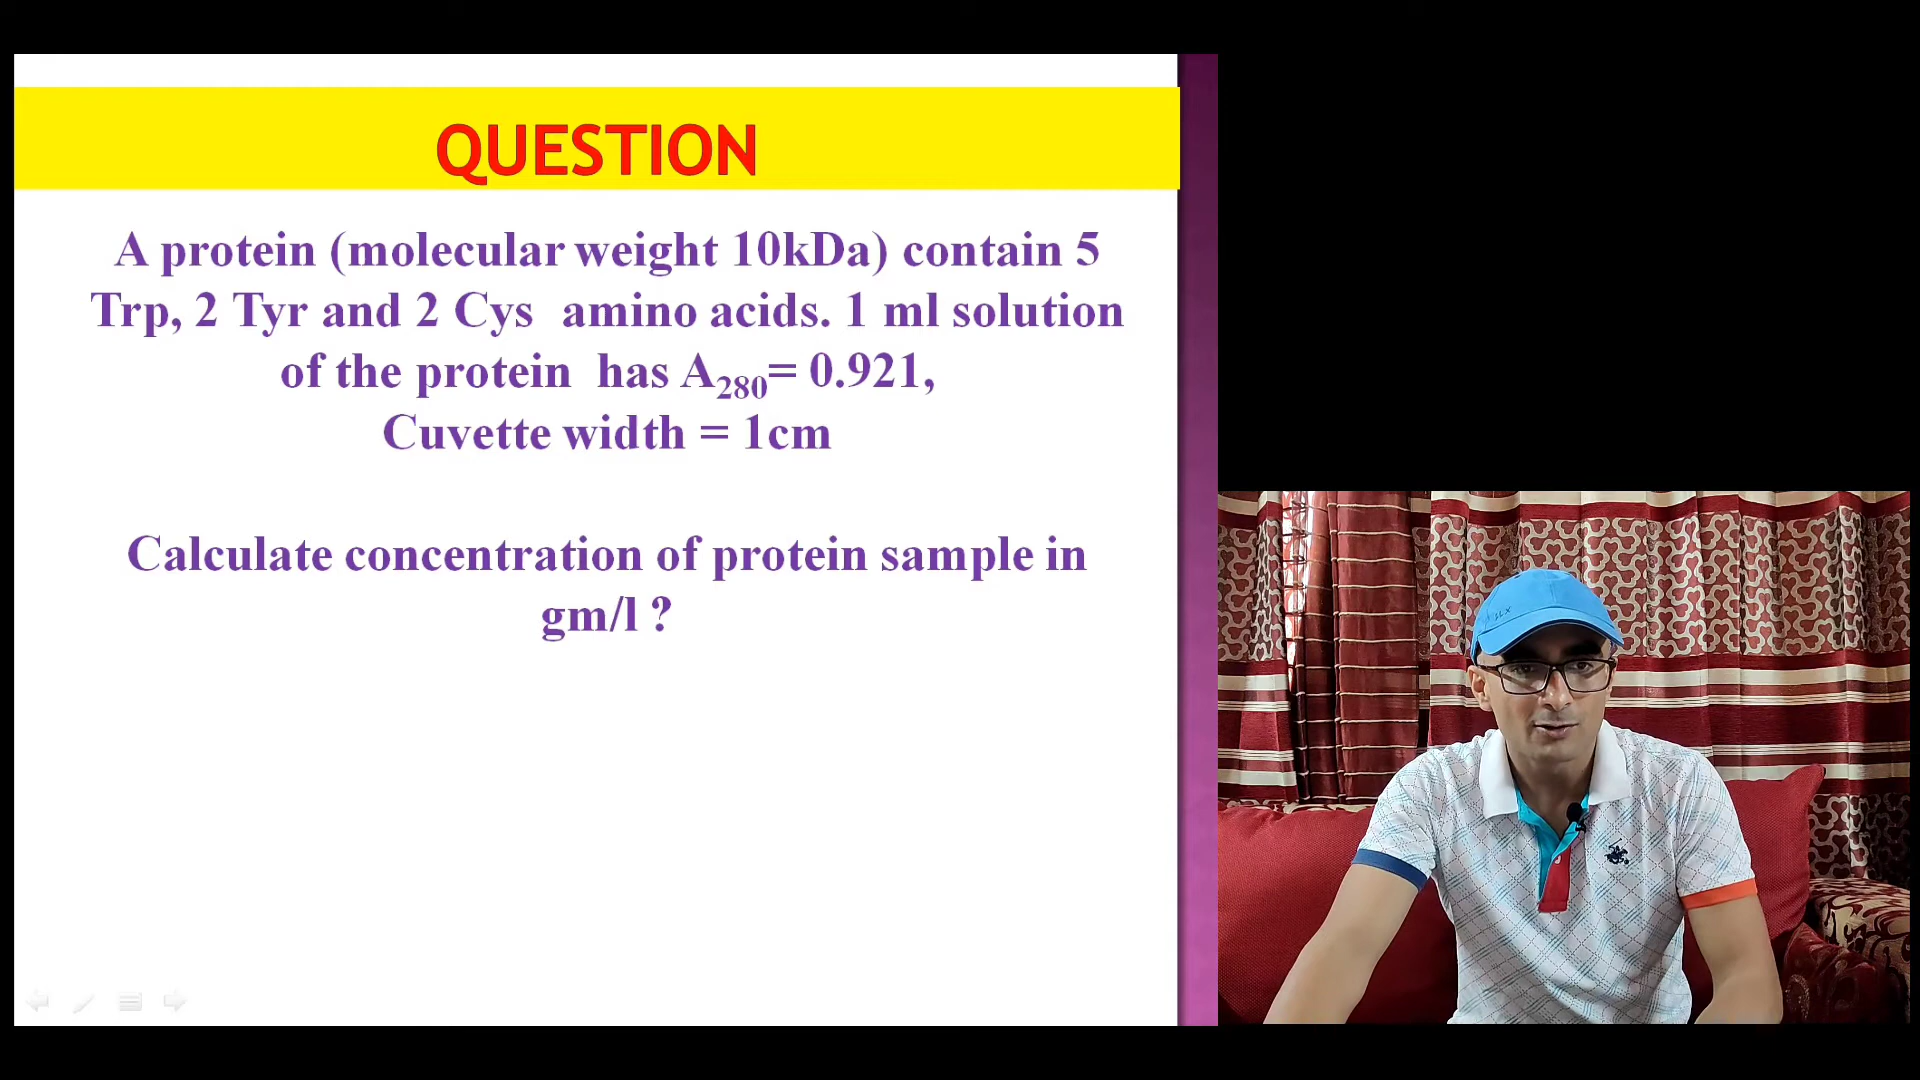 QUESTION
A protein (molecular weight 10kDa) contain 5
Trp, 2 Tyr and 2 Cys amino acids. 1 ml solution
of the protein has A280= 0.921,
Cuvette width = 1cm
Calculate concentration of protein sample in
gm/l ?